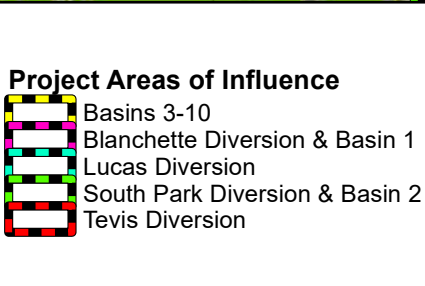 Project Areas of Influence
Basins 3-10
Blanchette Diversion & Basin 1
Lucas Diversion
South Park Diversion & Basin 2
Tevis Diversion